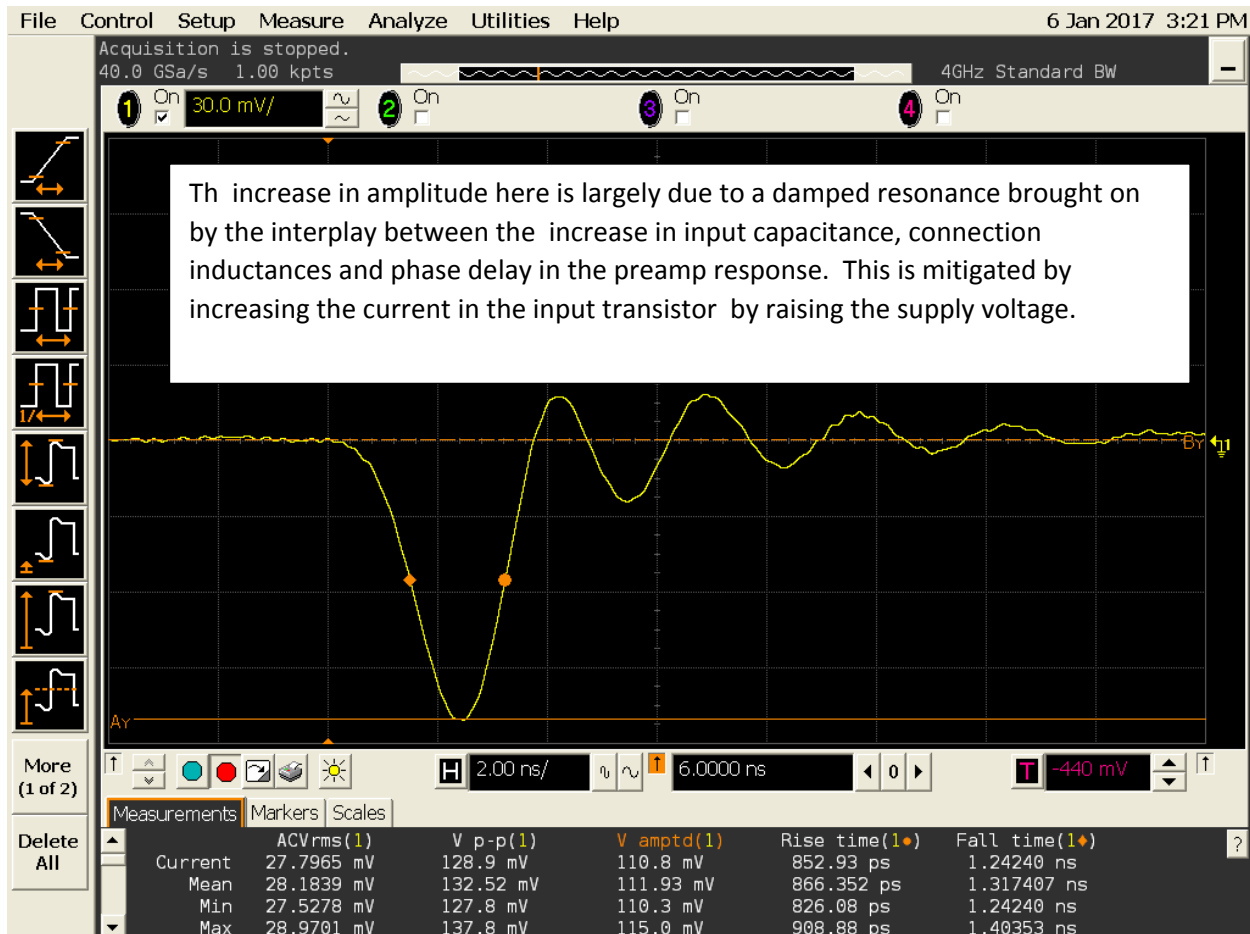 File Control Setup Measure Analyze Utilities Help 6 Jan 2017 3:21 PM
Acquisition is stopped.
40.0 GSa/s 1.00 kpts 4GHz Standard BW
1 On 30.0 mV/ 2 On 3 On 4 On
Th increase in amplitude here is largely due to a damped resonance brought on
by the interplay between the increase in input capacitance, connection
inductances and phase delay in the preamp response. This is mitigated by
increasing the current in the input transistor by raising the supply voltage.
1/
By 1
Ay
More
(1 of 2)
Delete
All
H 2.00 ns/ 6.0000 ns 0 T -440 mV
Measurements Markers Scales
ACVrms(1) V p-p(1) V amptd(1) Rise time(1●) Fall time(1♦) ?
Current 27.7965 mV 128.9 mV 110.8 mV 852.93 ps 1.24240 ns
Mean 28.1839 mV 132.52 mV 111.93 mV 866.352 ps 1.317407 ns
Min 27.5278 mV 127.8 mV 110.3 mV 826.08 ps 1.24240 ns
Max 28.9701 mV 137.8 mV 115.0 mV 908.88 ps 1.40353 ns